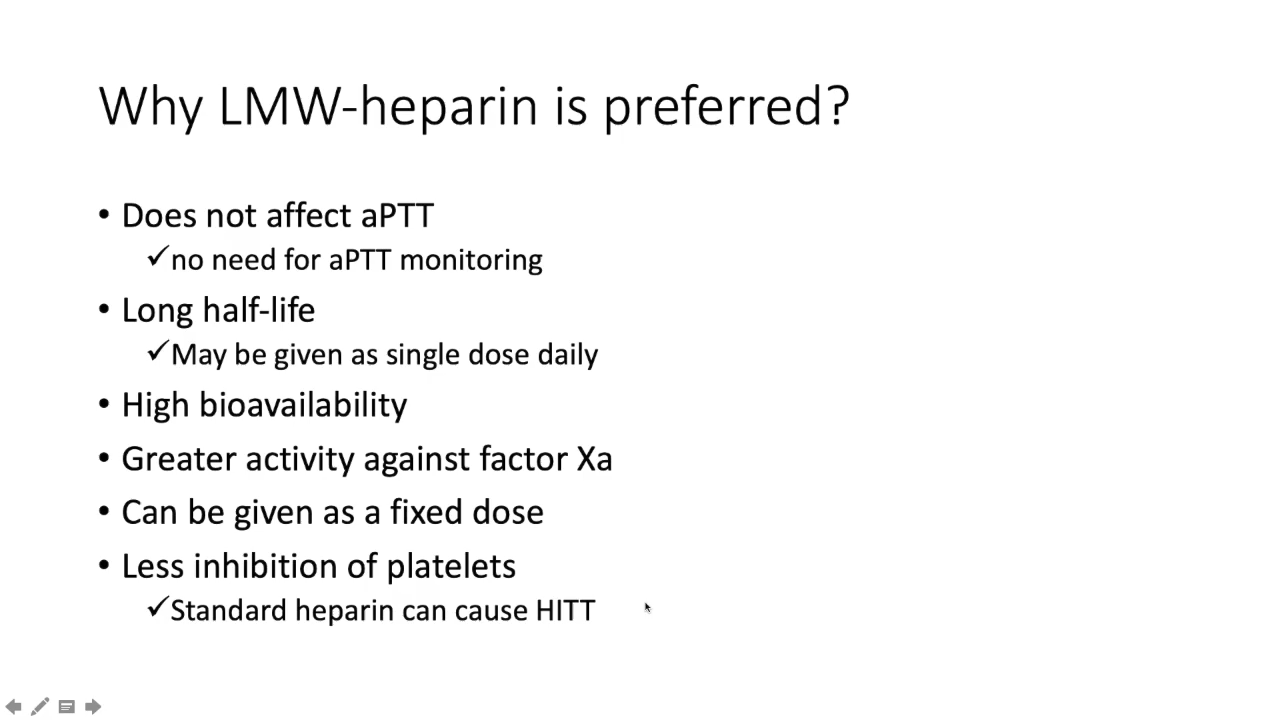 Why LMW-heparin is preferred?
• Does not affect aPTT
✓no need for aPTT monitoring
• Long half-life
✓May be given as single dose daily
• High bioavailability
• Greater activity against factor Xa
• Can be given as a fixed dose
• Less inhibition of platelets
✓Standard heparin can cause HITT